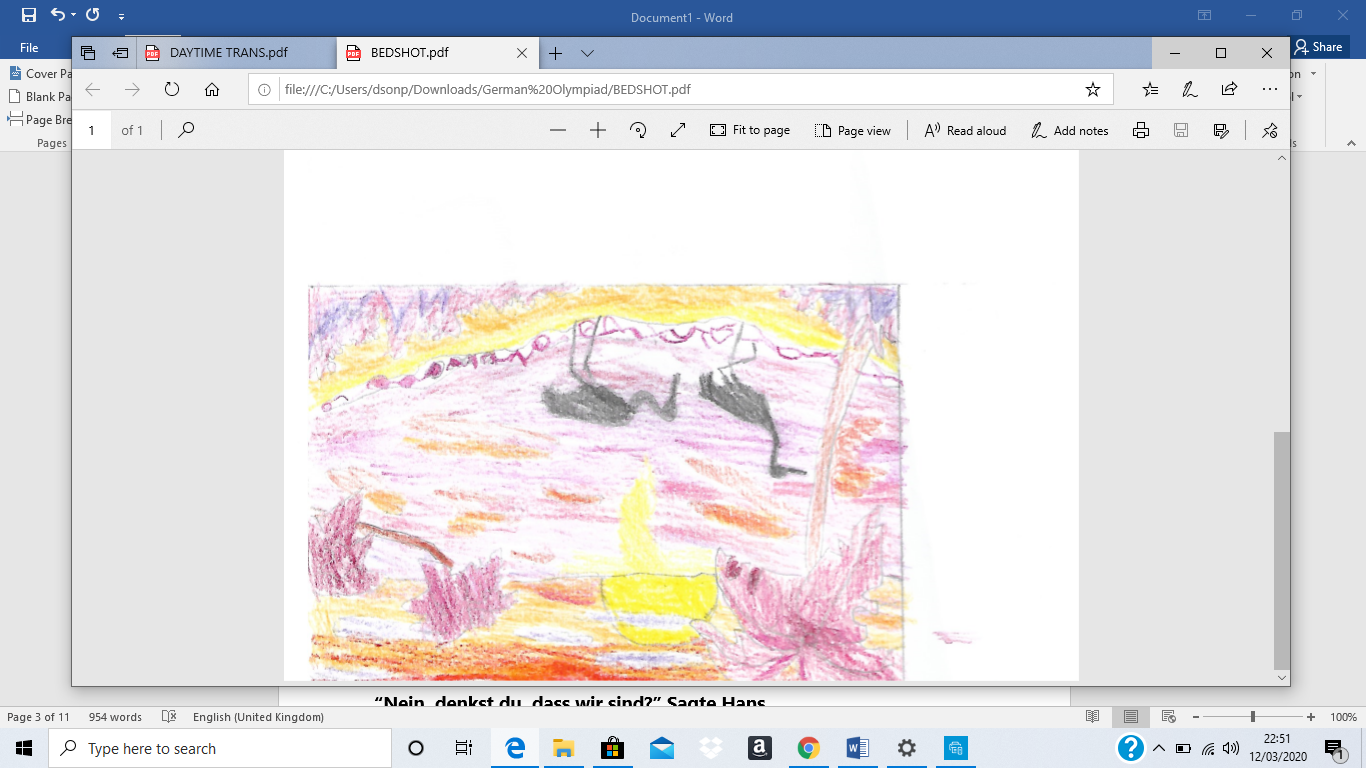 Document1 - Word
File
Share
DAYTIME TRANS.pdf
BEDSHOT.pdf
file:///C:/Users/dsonp/Downloads/German%20Olympiad/BEDSHOT.pdf
Cover Pa
Blank Pa
Page Bre
Pages
1 of 1
Fit to page
Page view
Read aloud
Add notes
“Nein, denkst du, dass wir sind?” Sagte Hans
Page 3 of 11
954 words
English (United Kingdom)
100%
Type here to search
22:51
12/03/2020
1